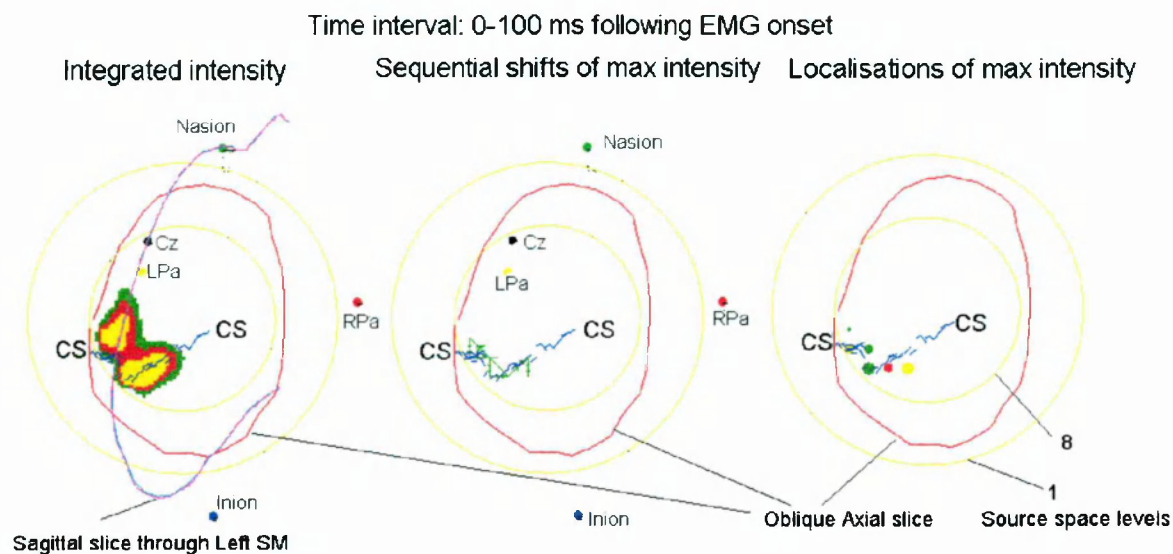 Time interval: 0-100 ms following EMG onset
Integrated intensity
Sequential shifts of max intensity
Localisations of max intensity
Nasion
Cz
LPa
RPa
CS
CS
Inion
Sagittal slice through Left SM
Nasion
Cz
LPa
RPa
CS
CS
Inion
CS
CS
8
1
Oblique Axial slice
Source space levels